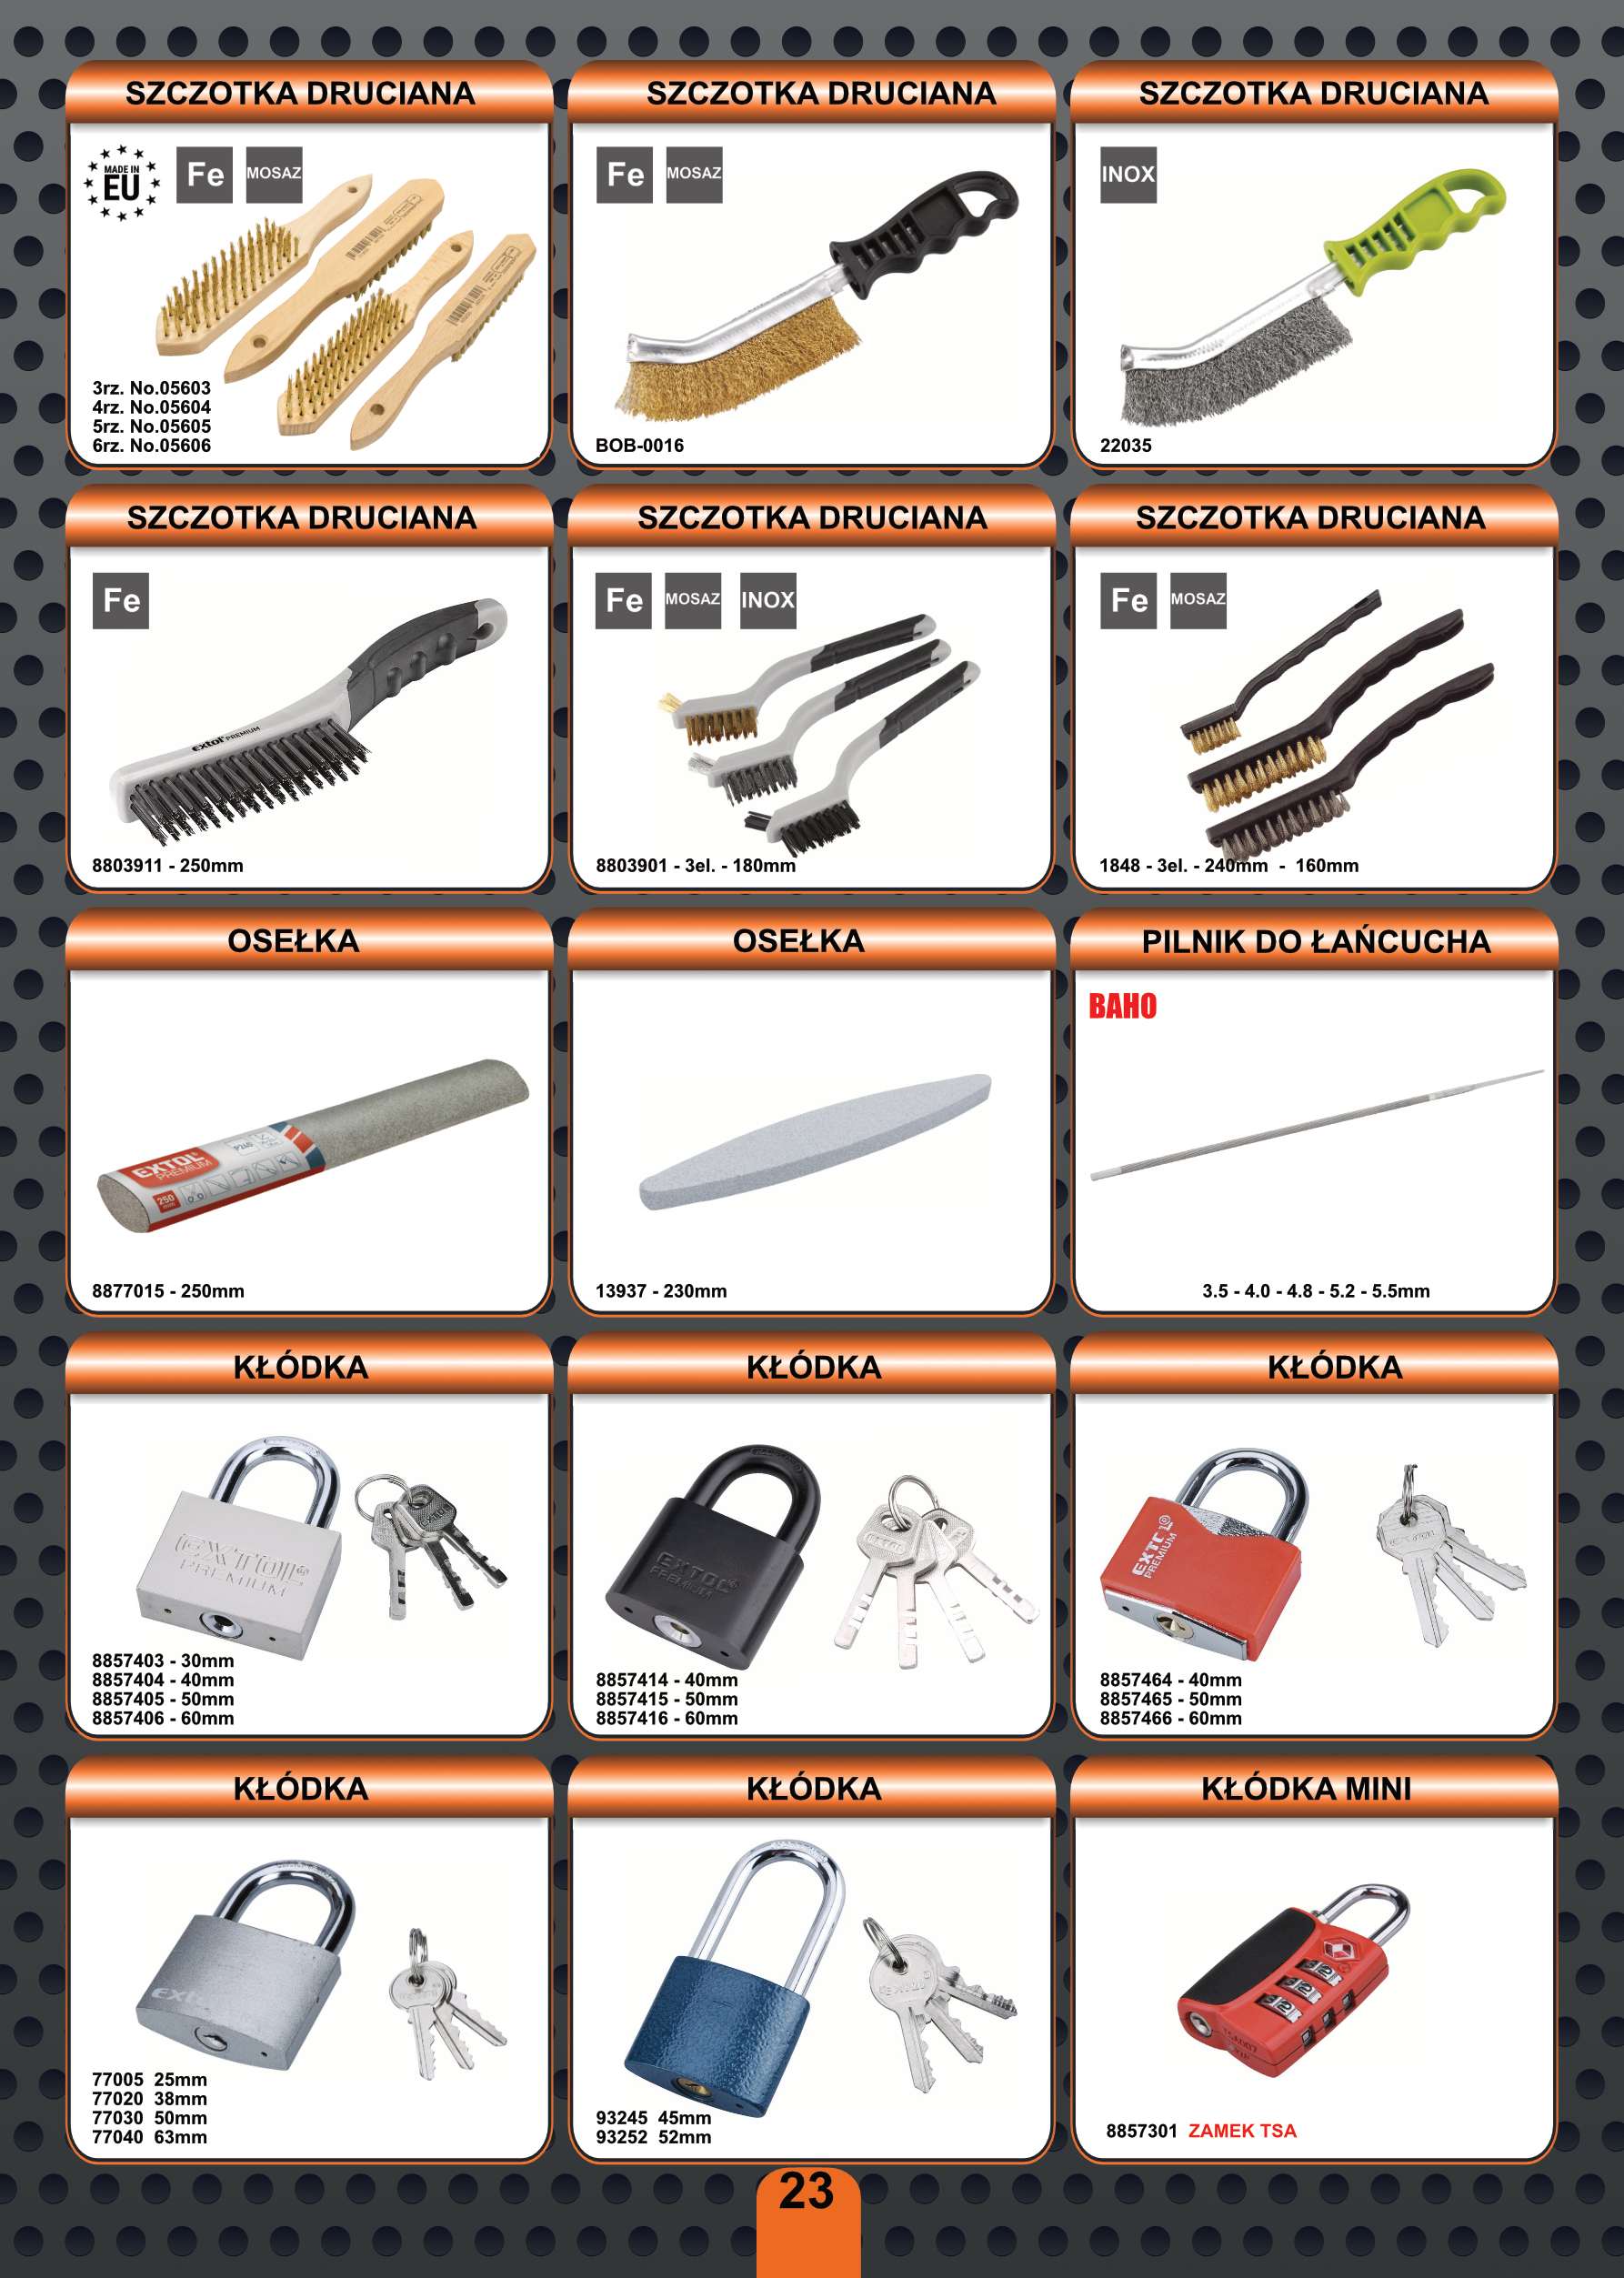 SZCZOTKA DRUCIANA
MADE IN
EU
Fe
MOSAZ
3rz. No.05603
4rz. No.05604
5rz. No.05605
6rz. No.05606
SZCZOTKA DRUCIANA
Fe
MOSAZ
BOB-0016
SZCZOTKA DRUCIANA
INOX
22035
SZCZOTKA DRUCIANA
Fe
extol PREMIUM
8803911 - 250mm
SZCZOTKA DRUCIANA
Fe
MOSAZ
INOX
8803901 - 3el. - 180mm
SZCZOTKA DRUCIANA
Fe
MOSAZ
1848 - 3el. - 240mm - 160mm
OSEŁKA
EXTOL
PREMIUM
250
mm
8877015 - 250mm
OSEŁKA
13937 - 230mm
PILNIK DO ŁAŃCUCHA
BAHO
3.5 - 4.0 - 4.8 - 5.2 - 5.5mm
KŁÓDKA
EXTOL®
PREMIUM
8857403 - 30mm
8857404 - 40mm
8857405 - 50mm
8857406 - 60mm
KŁÓDKA
EXTOL
PREMIUM
EXTOL
8857414 - 40mm
8857415 - 50mm
8857416 - 60mm
KŁÓDKA
EXTOL
PREMIUM
8857464 - 40mm
8857465 - 50mm
8857466 - 60mm
KŁÓDKA
77005 25mm
77020 38mm
77030 50mm
77040 63mm
KŁÓDKA
93245 45mm
93252 52mm
KŁÓDKA MINI
8857301 ZAMEK TSA
23